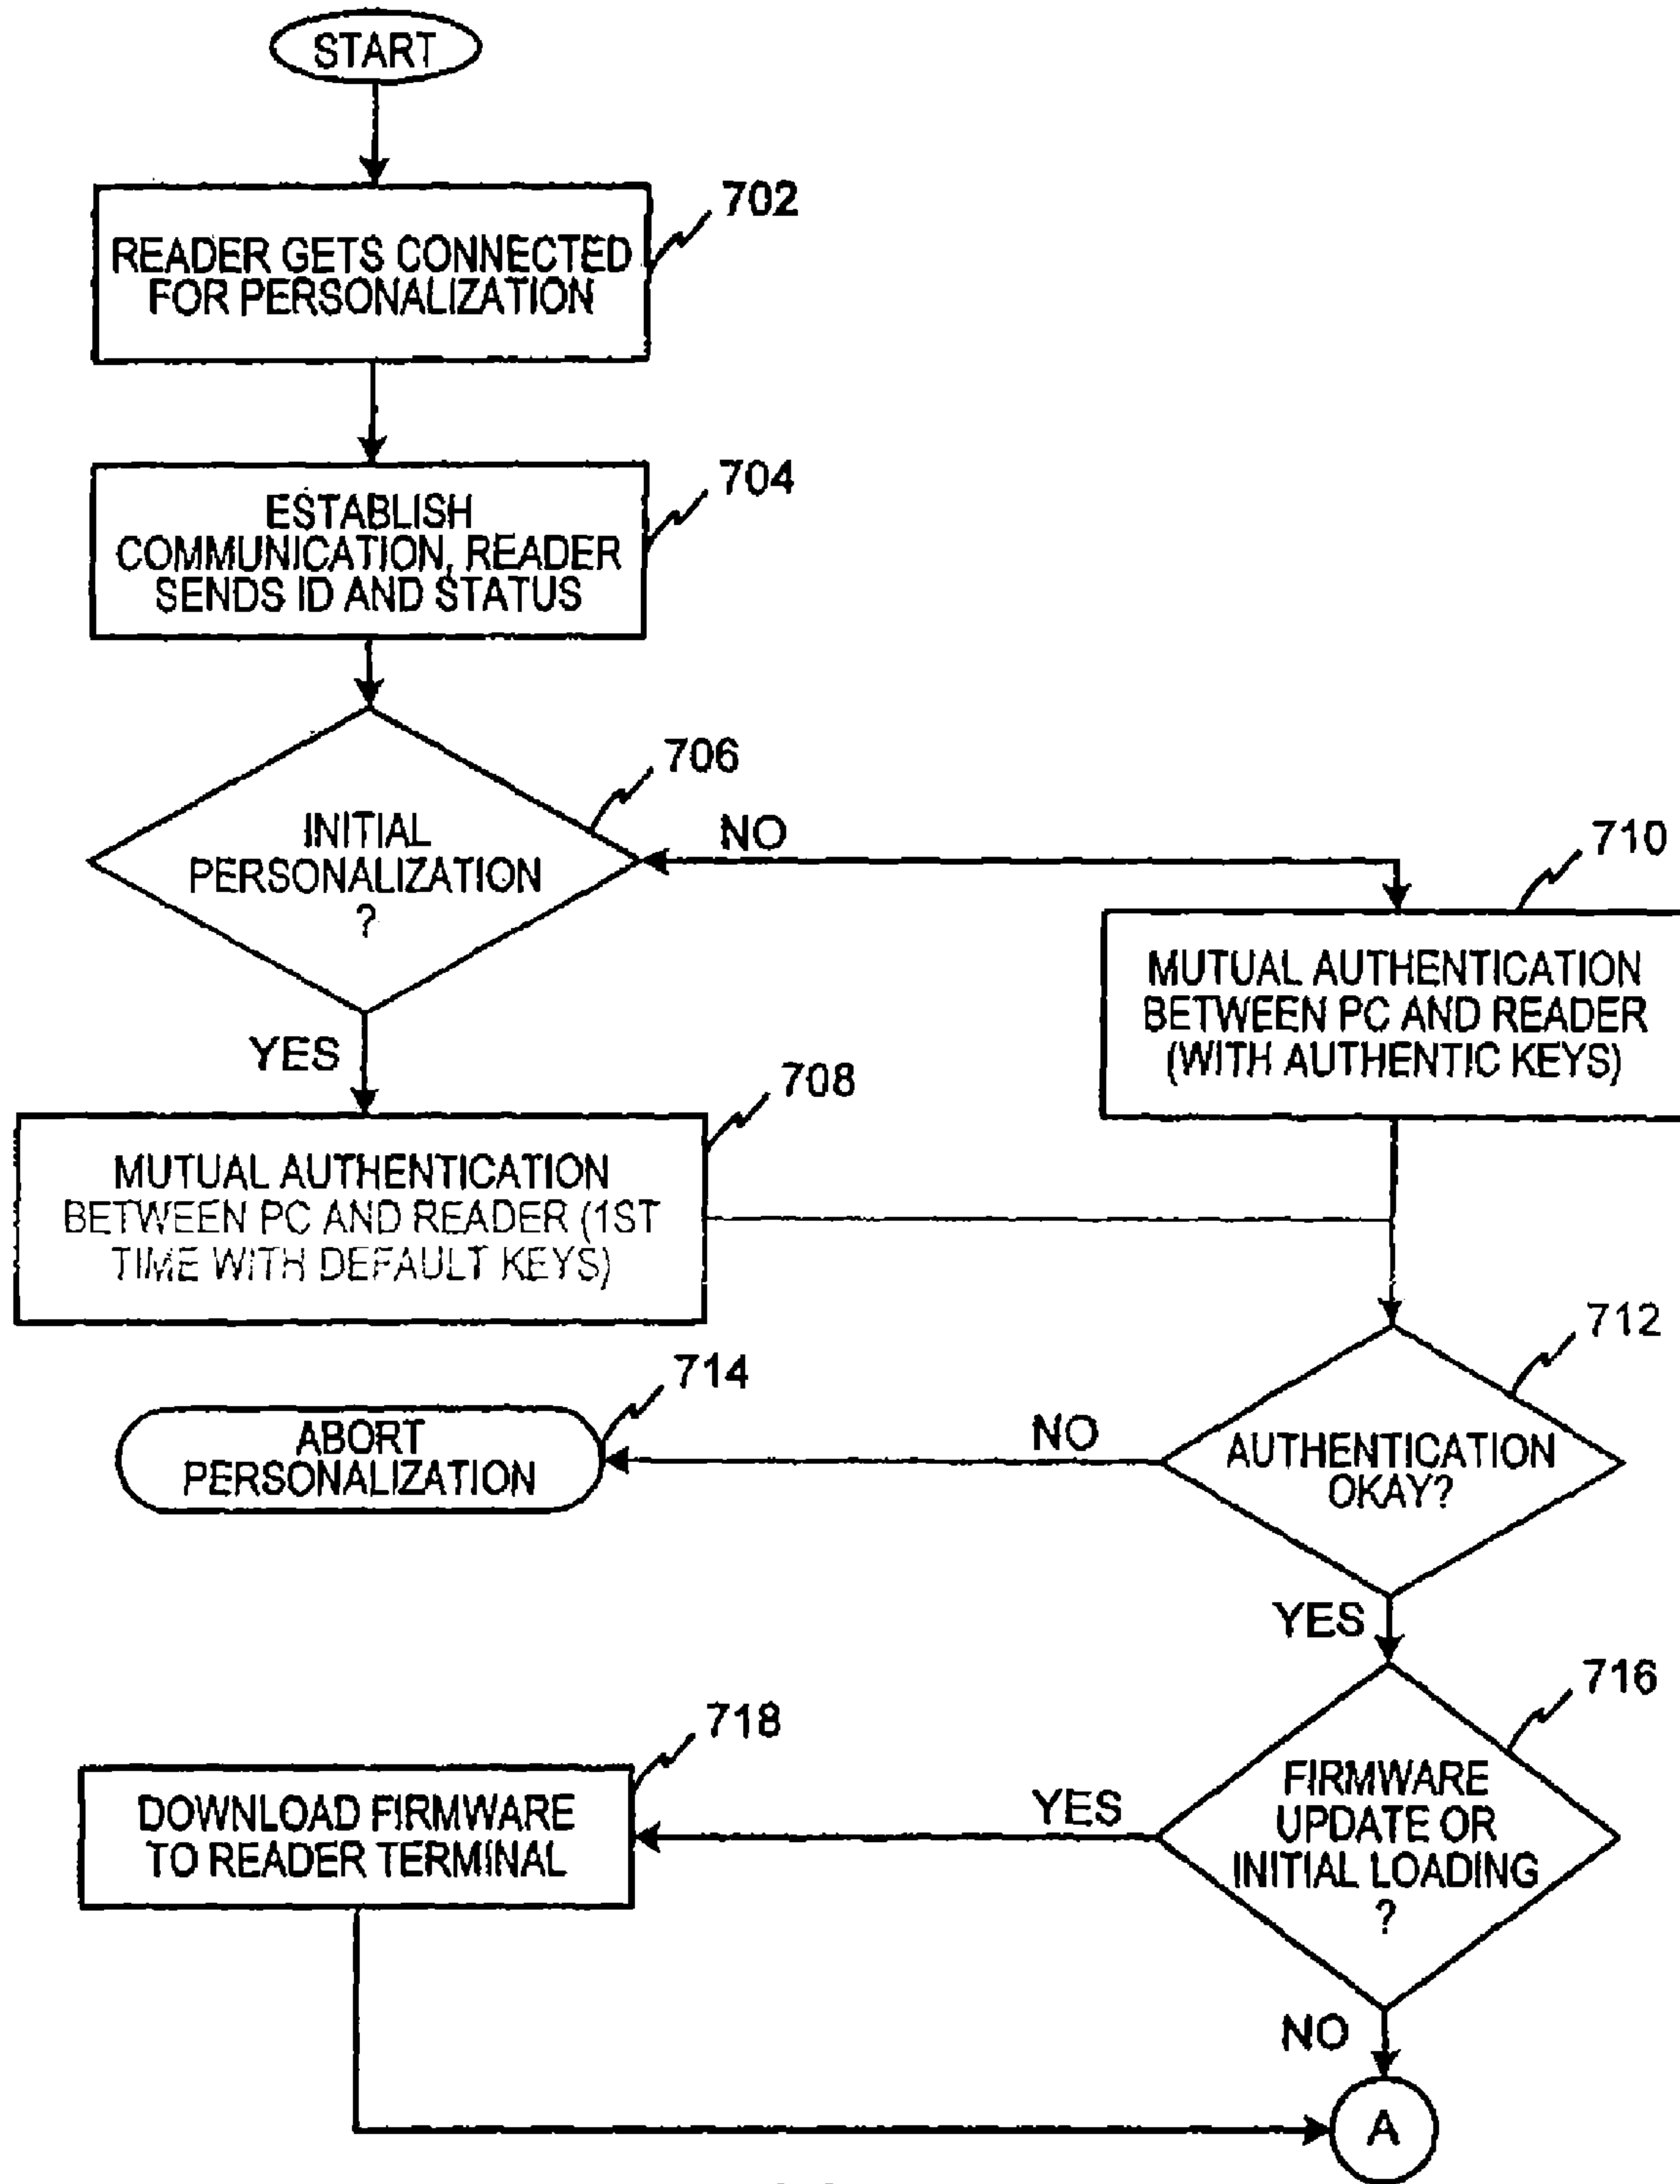 START
702
READER GETS CONNECTED
FOR PERSONALIZATION
704
ESTABLISH
COMMUNICATION, READER
SENDS ID AND STATUS
706
INITIAL
PERSONALIZATION
?
NO
710
MUTUAL AUTHENTICATION
BETWEEN PC AND READER
(WITH AUTHENTIC KEYS)
YES
708
MUTUAL AUTHENTICATION
BETWEEN PC AND READER (1ST
TIME WITH DEFAULT KEYS)
712
714
ABORT
PERSONALIZATION
NO
AUTHENTICATION
OKAY?
YES
716
718
DOWNLOAD FIRMWARE
TO READER TERMINAL
YES
FIRMWARE
UPDATE OR
INITIAL LOADING
?
NO
A